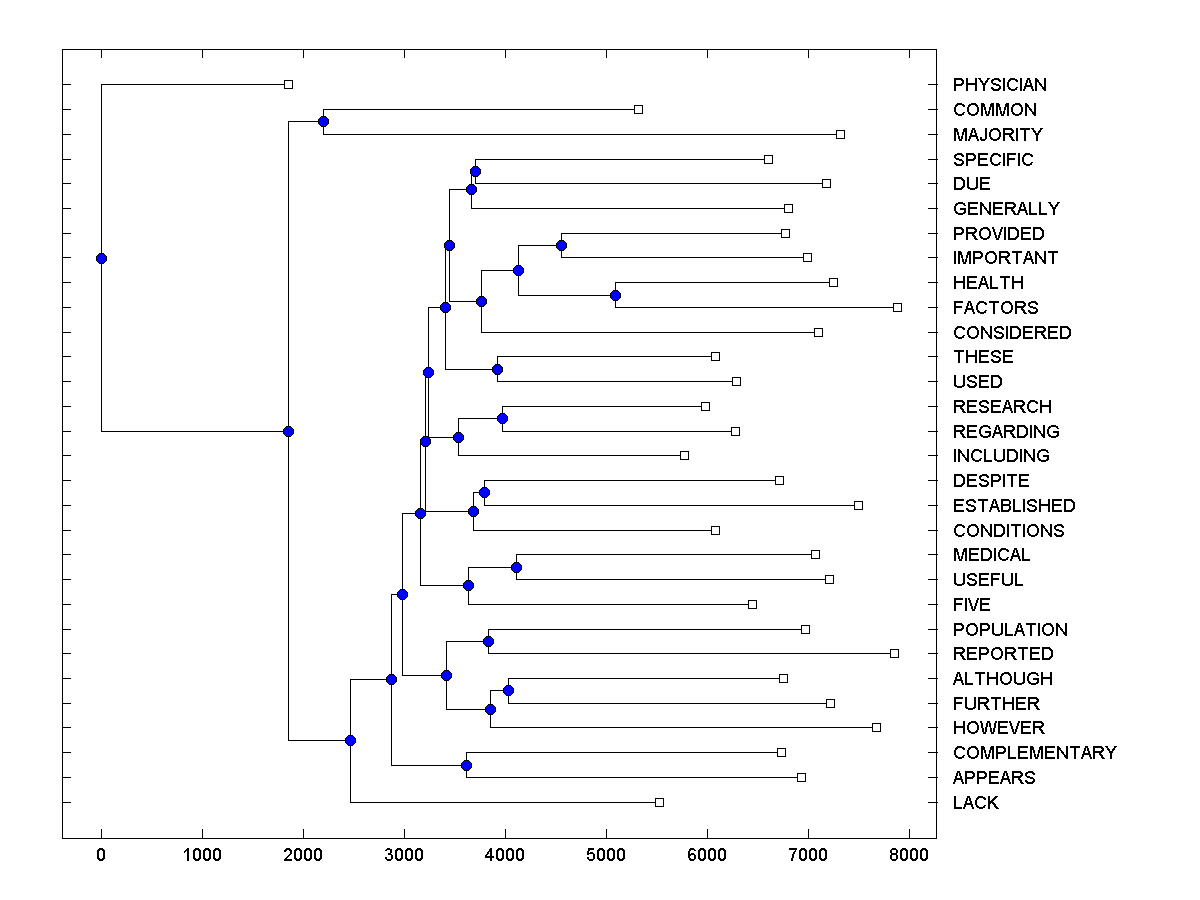 PHYSICIAN
COMMON
MAJORITY
SPECIFIC
DUE
GENERALLY
PROVIDED
IMPORTANT
HEALTH
FACTORS
CONSIDERED
THESE
USED
RESEARCH
REGARDING
INCLUDING
DESPITE
ESTABLISHED
CONDITIONS
MEDICAL
USEFUL
FIVE
POPULATION
REPORTED
ALTHOUGH
FURTHER
HOWEVER
COMPLEMENTARY
APPEARS
LACK
0 1000 2000 3000 4000 5000 6000 7000 8000